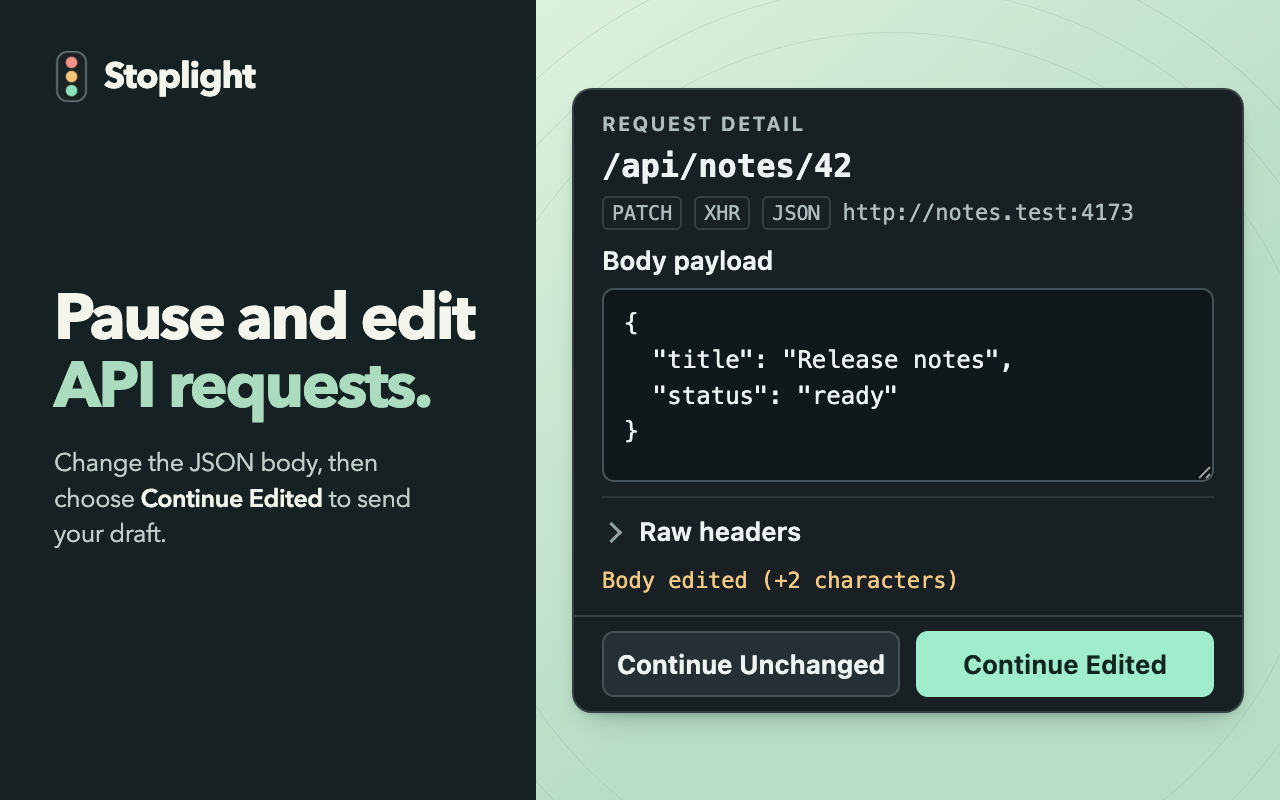 Stoplight
Pause and edit
API requests.
Change the JSON body, then
choose Continue Edited to send
your draft.
REQUEST DETAIL
/api/notes/42
PATCH XHR JSON http://notes.test:4173
Body payload
{
  "title": "Release notes",
  "status": "ready"
}
Raw headers
Body edited (+2 characters)
Continue Unchanged Continue Edited